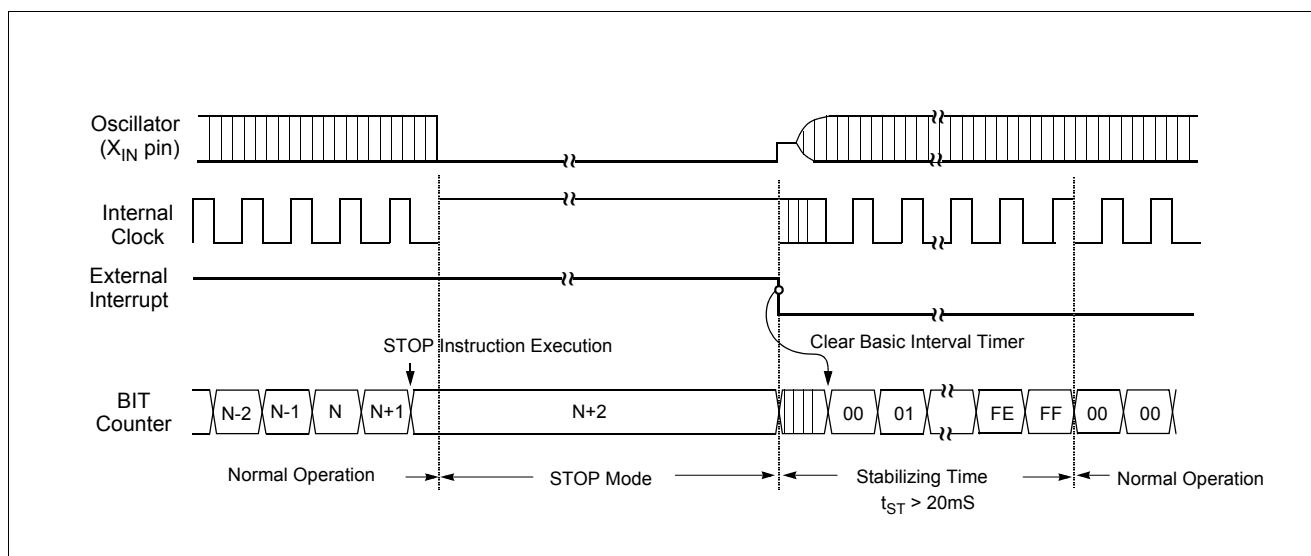 Oscillator
(XIN pin)
Internal
Clock
External
Interrupt
STOP Instruction Execution
Clear Basic Interval Timer
BIT
Counter
N-2 N-1 N N+1 N+2 00 01 FE FF 00 00
Normal Operation STOP Mode Stabilizing Time Normal Operation
tST > 20mS